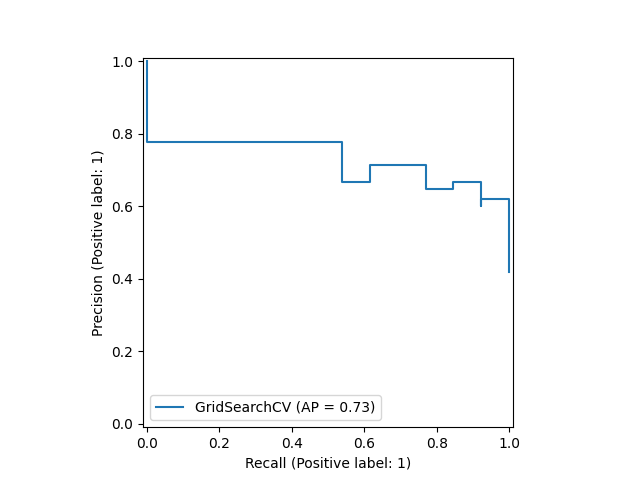 1.0
0.8
0.6
0.4
0.2
0.0
Precision (Positive label: 1)
GridSearchCV (AP = 0.73)
0.0 0.2 0.4 0.6 0.8 1.0
Recall (Positive label: 1)